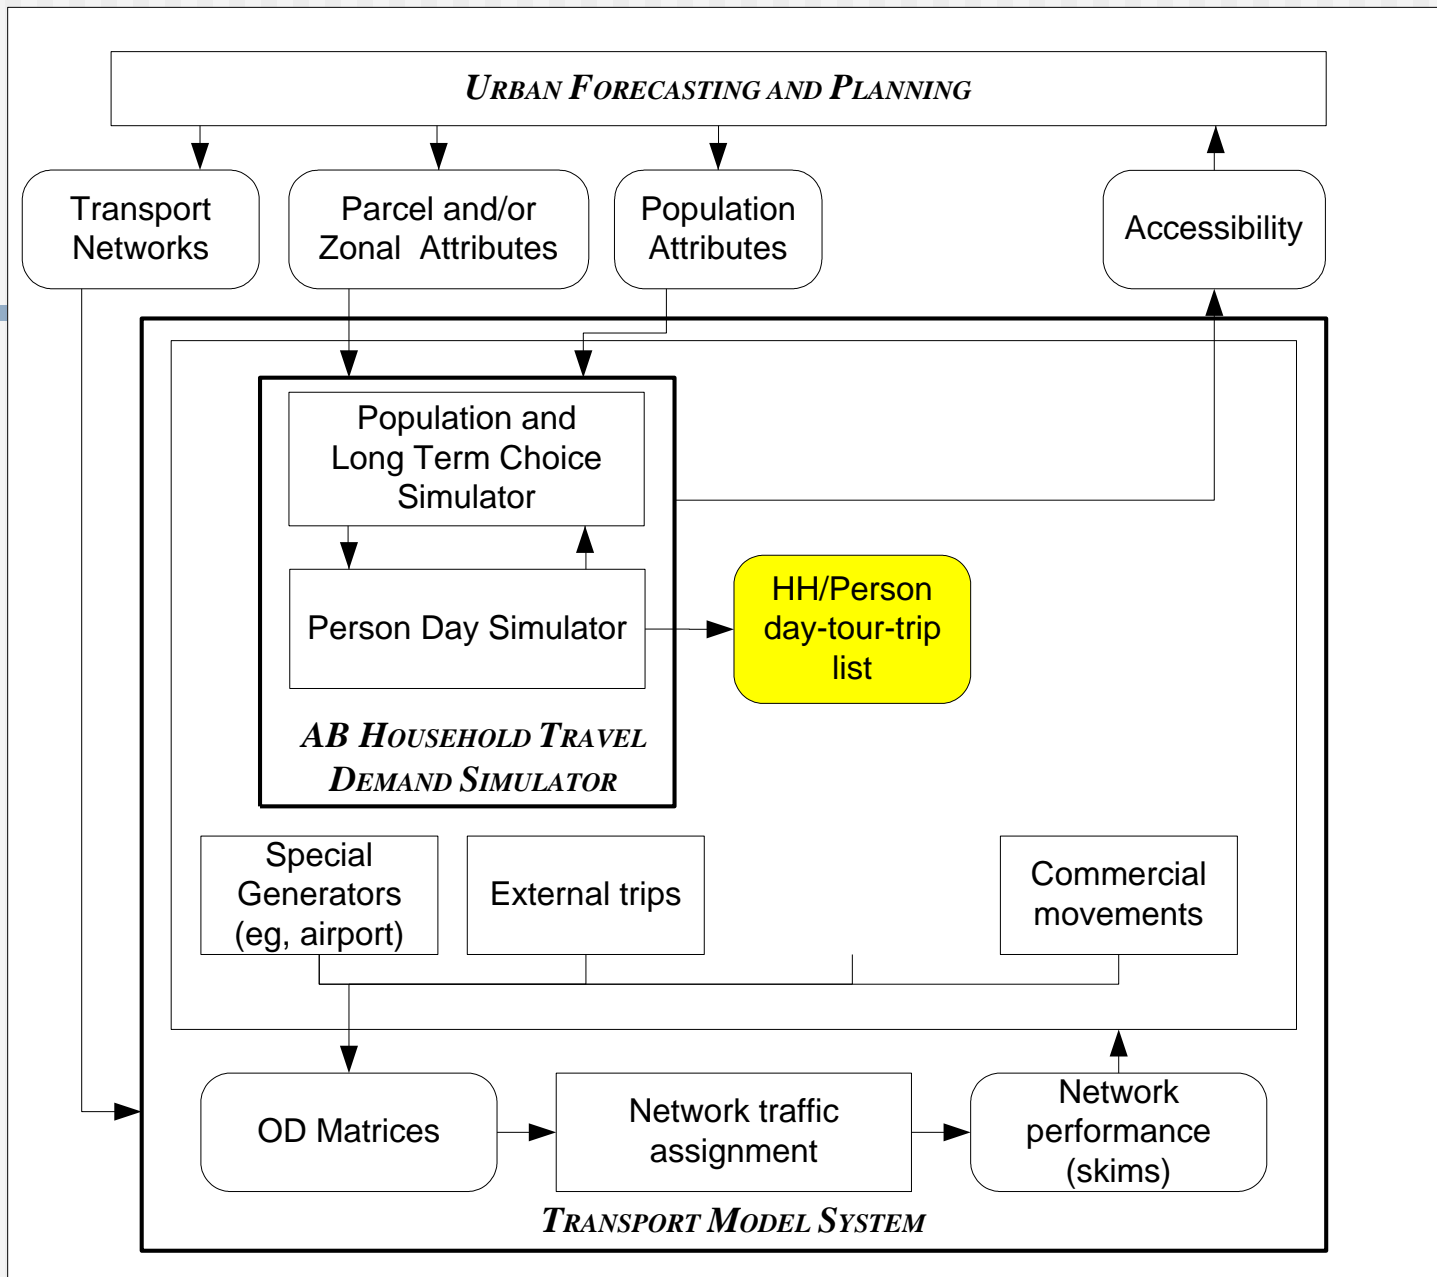 URBAN FORECASTING AND PLANNING
Transport
Networks
Parcel and/or
Zonal Attributes
Population
Attributes
Accessibility
Population and
Long Term Choice
Simulator
Person Day Simulator
HH/Person
day-tour-trip
list
AB HOUSEHOLD TRAVEL
DEMAND SIMULATOR
Special
Generators
(eg, airport)
External trips
Commercial
movements
OD Matrices
Network traffic
assignment
Network
performance
(skims)
TRANSPORT MODEL SYSTEM